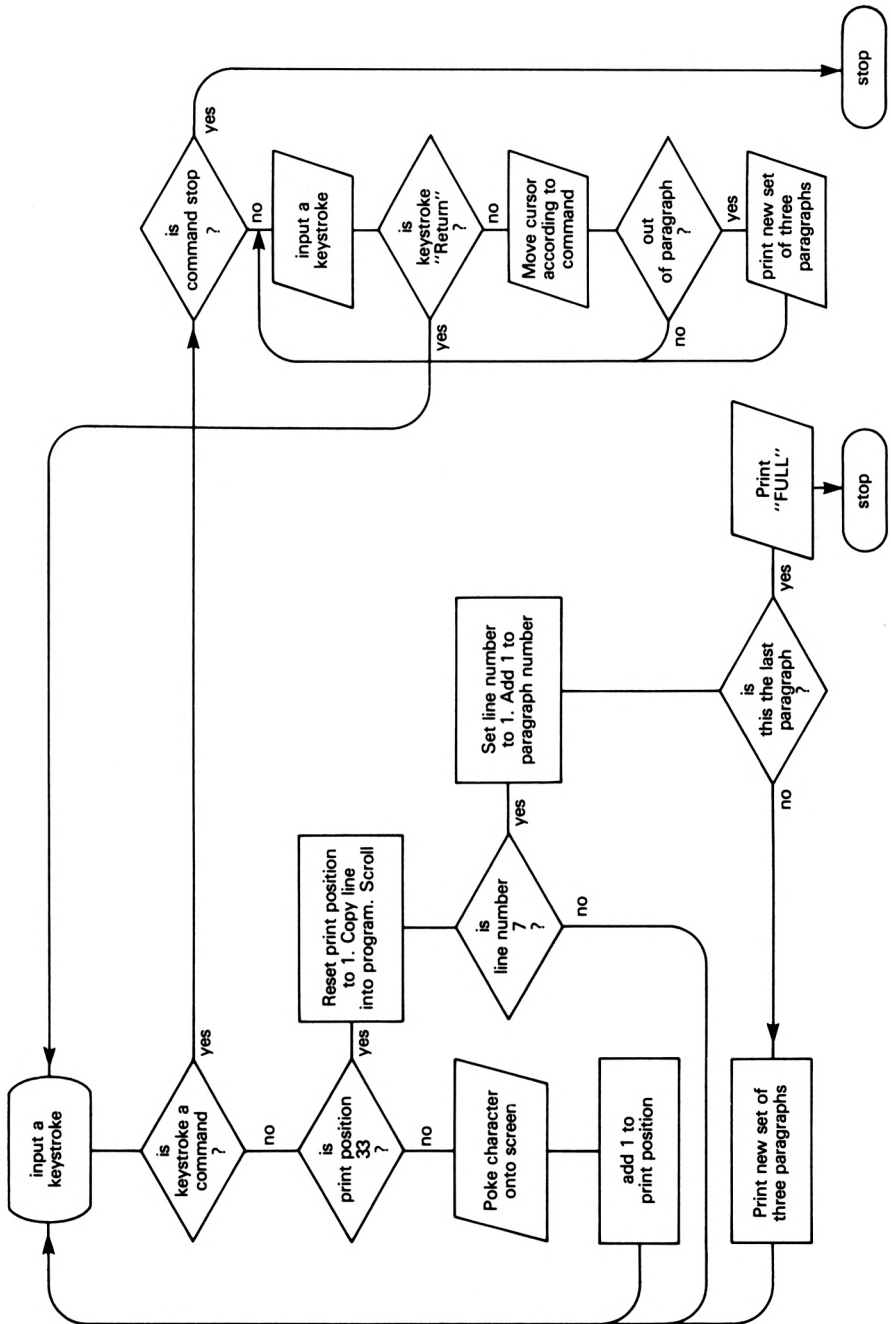 input a
keystroke
is
keystroke a
command
?
yes
no
is
print position
33
?
yes
no
Poke character
onto screen
add 1 to
print position
Reset print position
to 1. Copy line
into program. Scroll
is
line number
7
?
yes
no
Set line number
to 1. Add 1 to
paragraph number
is
this the last
paragraph
?
yes
no
Print
"FULL"
stop
Print new set of
three paragraphs
is
command stop
?
yes
no
input a
keystroke
is
keystroke
"Return"
?
yes
no
Move cursor
according to
command
out
of paragraph
?
no
yes
print new set
of three
paragraphs
stop